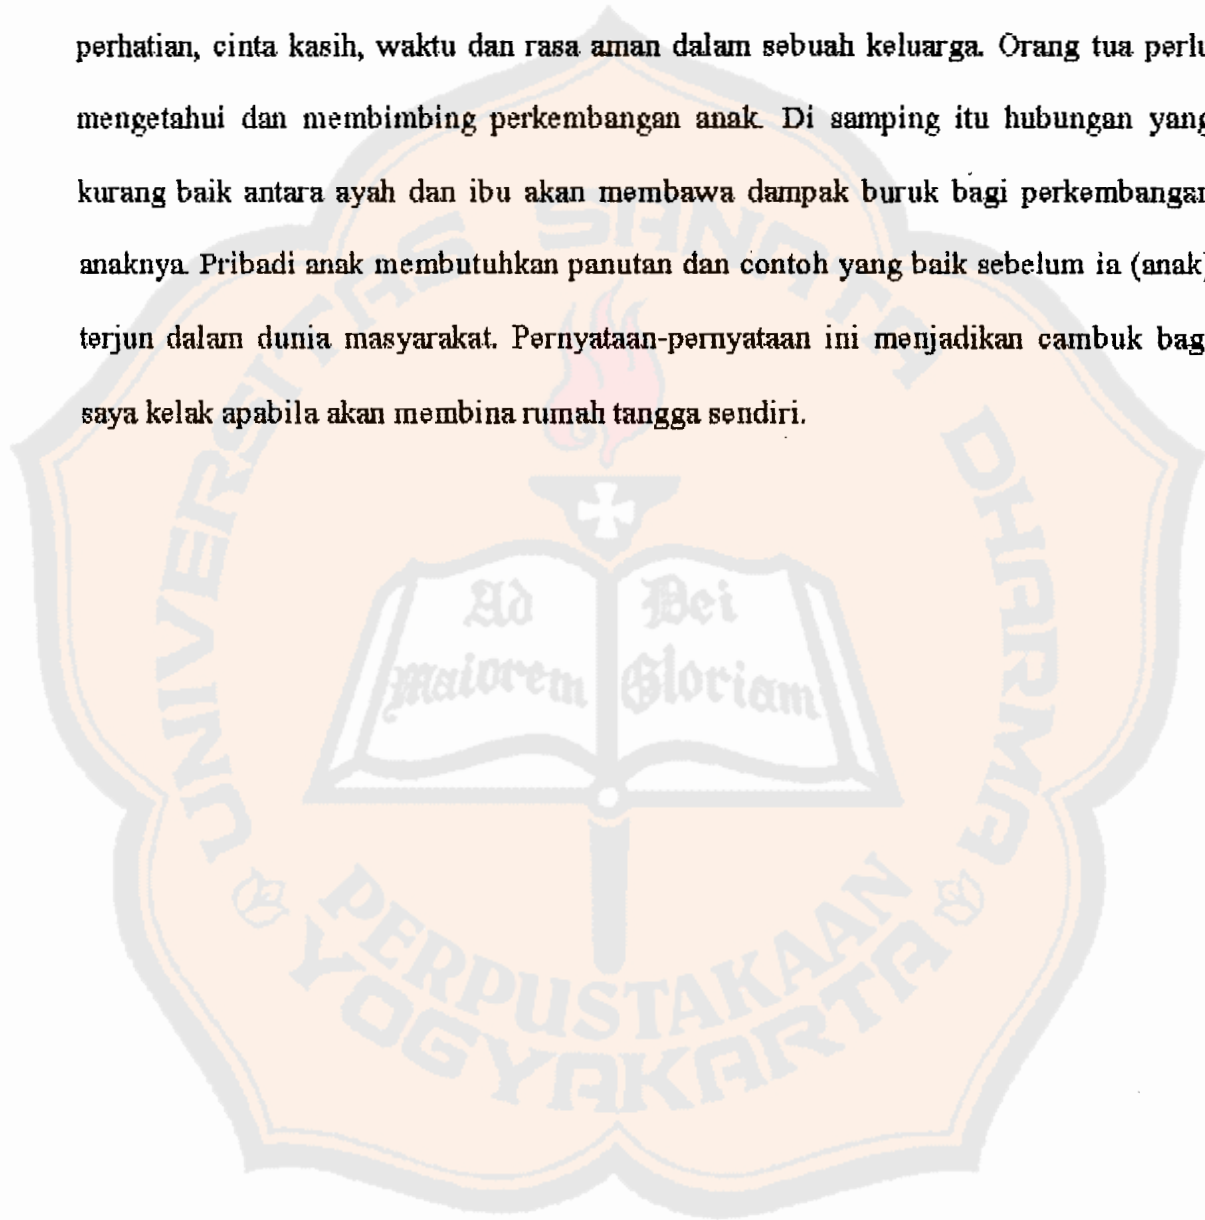 perhatian, cinta kasih, waktu dan rasa aman dalam sebuah keluarga. Orang tua perlu
mengetahui dan membimbing perkembangan anak. Di samping itu hubungan yang
kurang baik antara ayah dan ibu akan membawa dampak buruk bagi perkembangan
anaknya. Pribadi anak membutuhkan panutan dan contoh yang baik sebelum ia (anak)
terjun dalam dunia masyarakat. Pernyataan-pernyataan ini menjadikan cambuk bag
saya kelak apabila akan membina rumah tangga sendiri.
UNIVERSITAS SANATA DHARMA
Ad Dei
Maiorem Gloriam
PERPUSTAKAAN
YOGYAKARTA